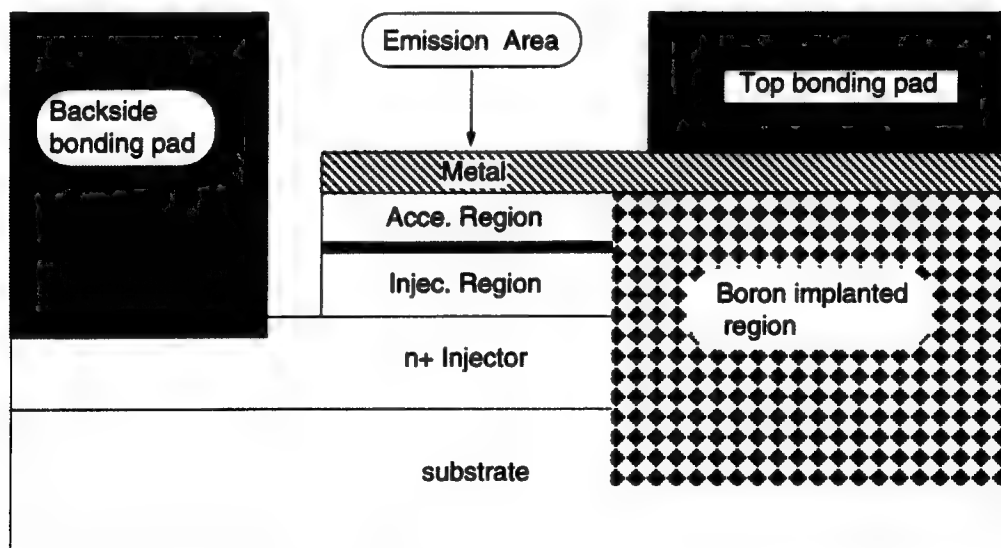 Emission Area
Backside
bonding pad
Top bonding pad
Metal
Acce. Region
Injec. Region
Boron implanted
region
n+ Injector
substrate